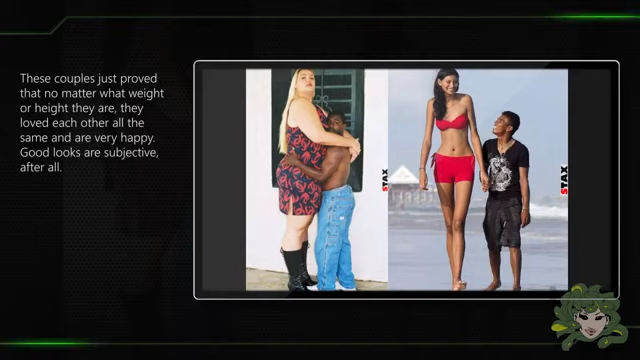 These couples just proved
that no matter what weight
or height they are, they
loved each other all the
same and are very happy.
Good looks are subjective,
after all.
STAX
STAX